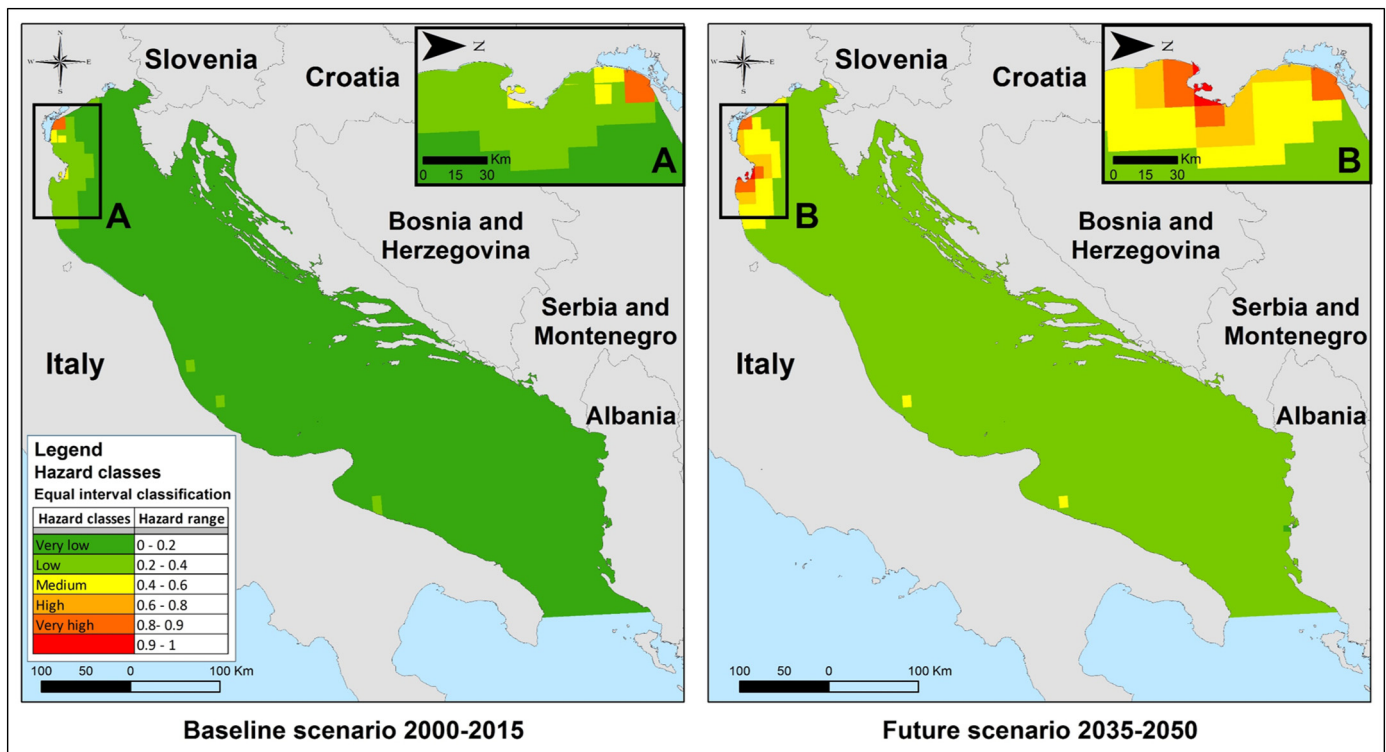 N
W E
S
Slovenia
Croatia
N
Km
0 15 30
A
A
Bosnia and
Herzegovina
Serbia and
Montenegro
Italy
Albania
Legend
Hazard classes
Equal interval classification
Hazard classes Hazard range
Very low 0 - 0.2
Low 0.2 - 0.4
Medium 0.4 - 0.6
High 0.6 - 0.8
Very high 0.8- 0.9
0.9 - 1
100 50 0 100 Km
Baseline scenario 2000-2015
N
W E
S
Slovenia
Croatia
N
Km
0 15 30
B
B
Bosnia and
Herzegovina
Serbia and
Montenegro
Italy
Albania
100 50 0 100 Km
Future scenario 2035-2050